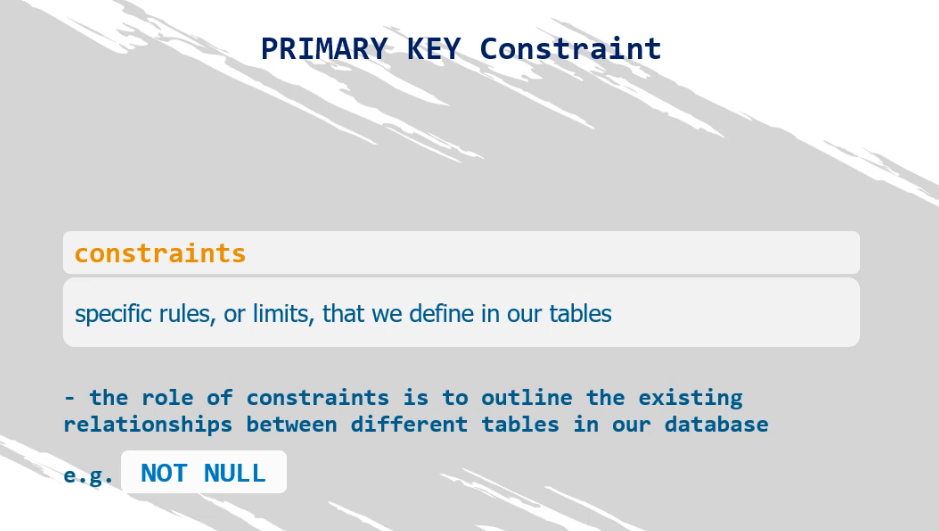 PRIMARY KEY Constraint
constraints
specific rules, or limits, that we define in our tables
- the role of constraints is to outline the existing
relationships between different tables in our database
e.g. NOT NULL